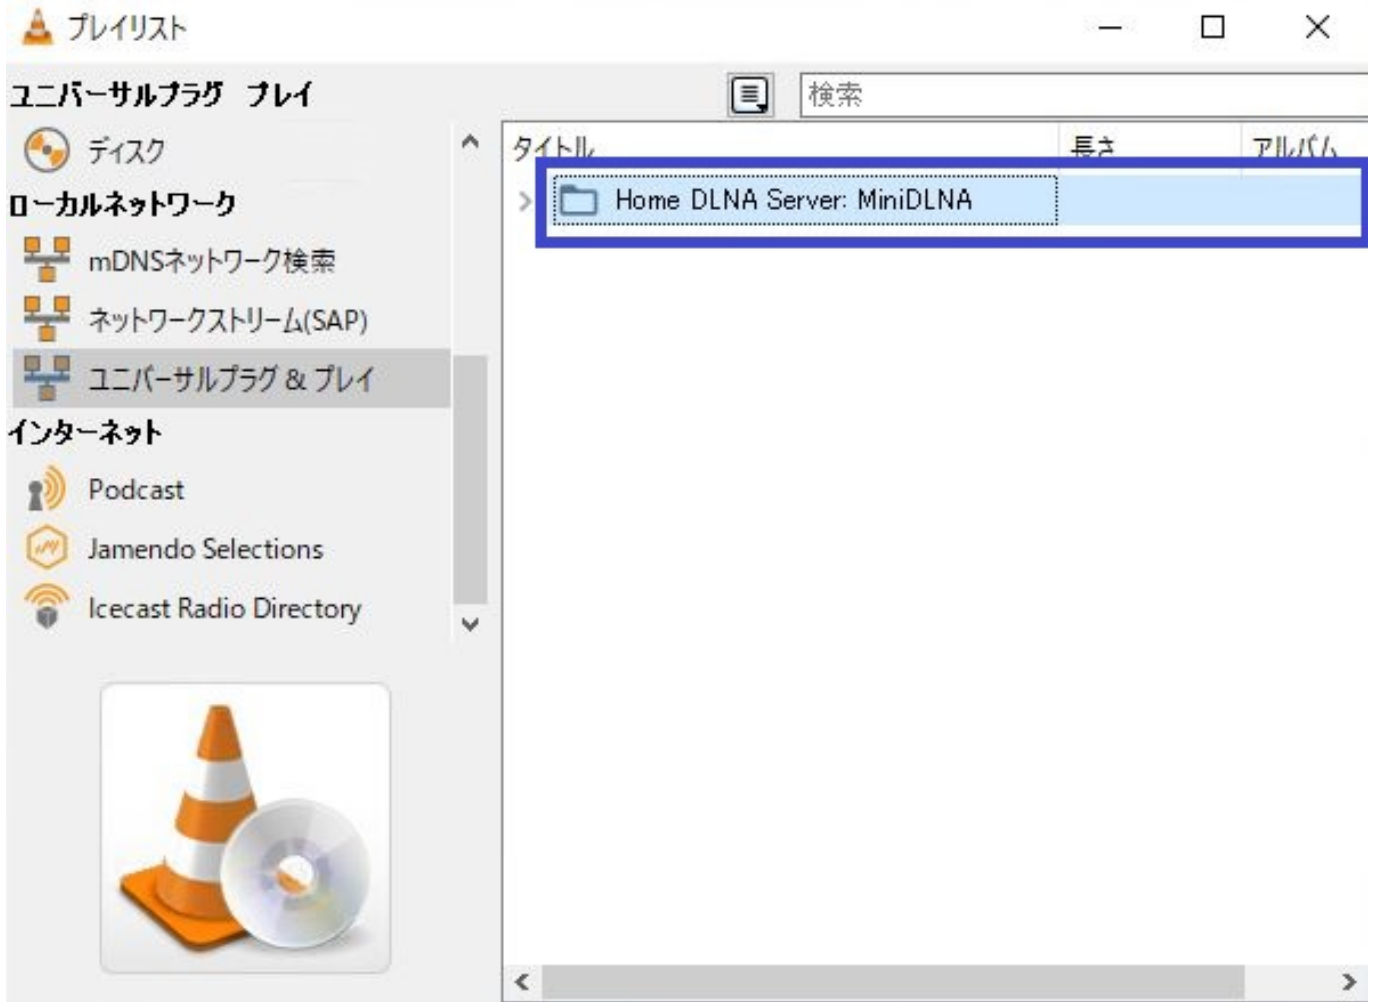 プレイリスト
ユニバーサルプラグ プレイ
検索
ディスク
ローカルネットワーク
mDNSネットワーク検索
ネットワークストリーム(SAP)
ユニバーサルプラグ & プレイ
インターネット
Podcast
Jamendo Selections
Icecast Radio Directory
タイトル 長さ アルバム
Home DLNA Server: MiniDLNA